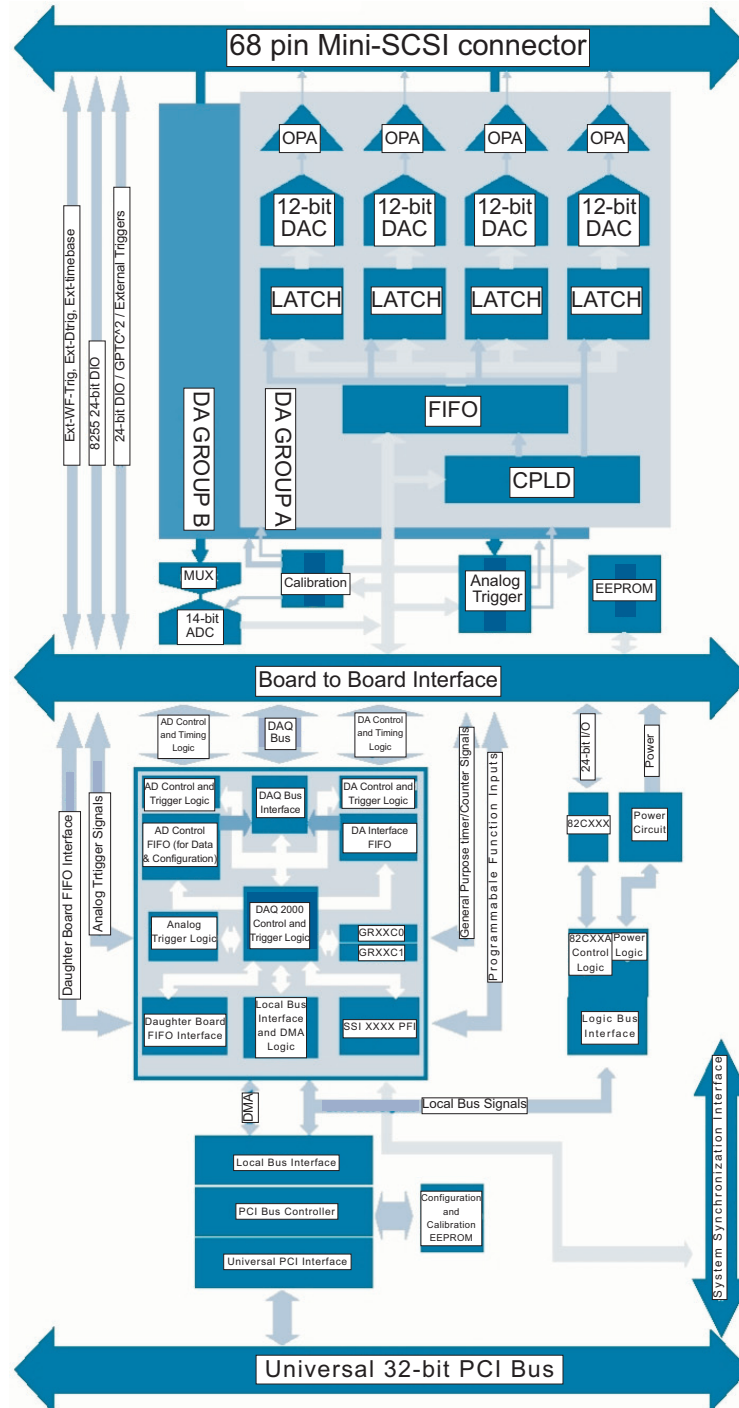 68 pin Mini-SCSI connector
OPA
OPA
OPA
OPA
12-bit
DAC
12-bit
DAC
12-bit
DAC
12-bit
DAC
LATCH
LATCH
LATCH
LATCH
FIFO
CPLD
Ext-WF-Trig, Ext-Dtrig, Ext-timebase
8255 24-bit DIO
24-bit DIO / GPTC^2 / External Triggers
DA GROUP B
DA GROUP A
MUX
14-bit
ADC
Calibration
Analog
Trigger
EEPROM
Board to Board Interface
Daughter Board FIFO Interface
Analog Trtigger Signals
AD Control
and Timing
Logic
DAQ
Bus
DA Control
and Timing
Logic
General Purpose timer/Counter Signals
Programmabable Function Inputs
24-bit I/O
Power
AD Control and
Trigger Logic
DAQ Bus
Interface
DA Control and
Trigger Logic
AD Control
FIFO (for Data
& Configuration)
DA Interface
FIFO
Analog
Trigger Logic
DAQ 2000
Control and
Trigger Logic
GRXXC0
GRXXC1
Daughter Board
FIFO Interface
Local Bus
Interface
and DMA
Logic
SSI XXXX PFI
82CXXX
Power
Circuit
82CXXA
Control
Logic
Power
Logic
Logic Bus
Interface
DMA
Local Bus Signals
Local Bus Interface
PCI Bus Controller
Universal PCI Interface
Configuration
and
Calibration
EEPROM
System Synchronization Interface
Universal 32-bit PCI Bus